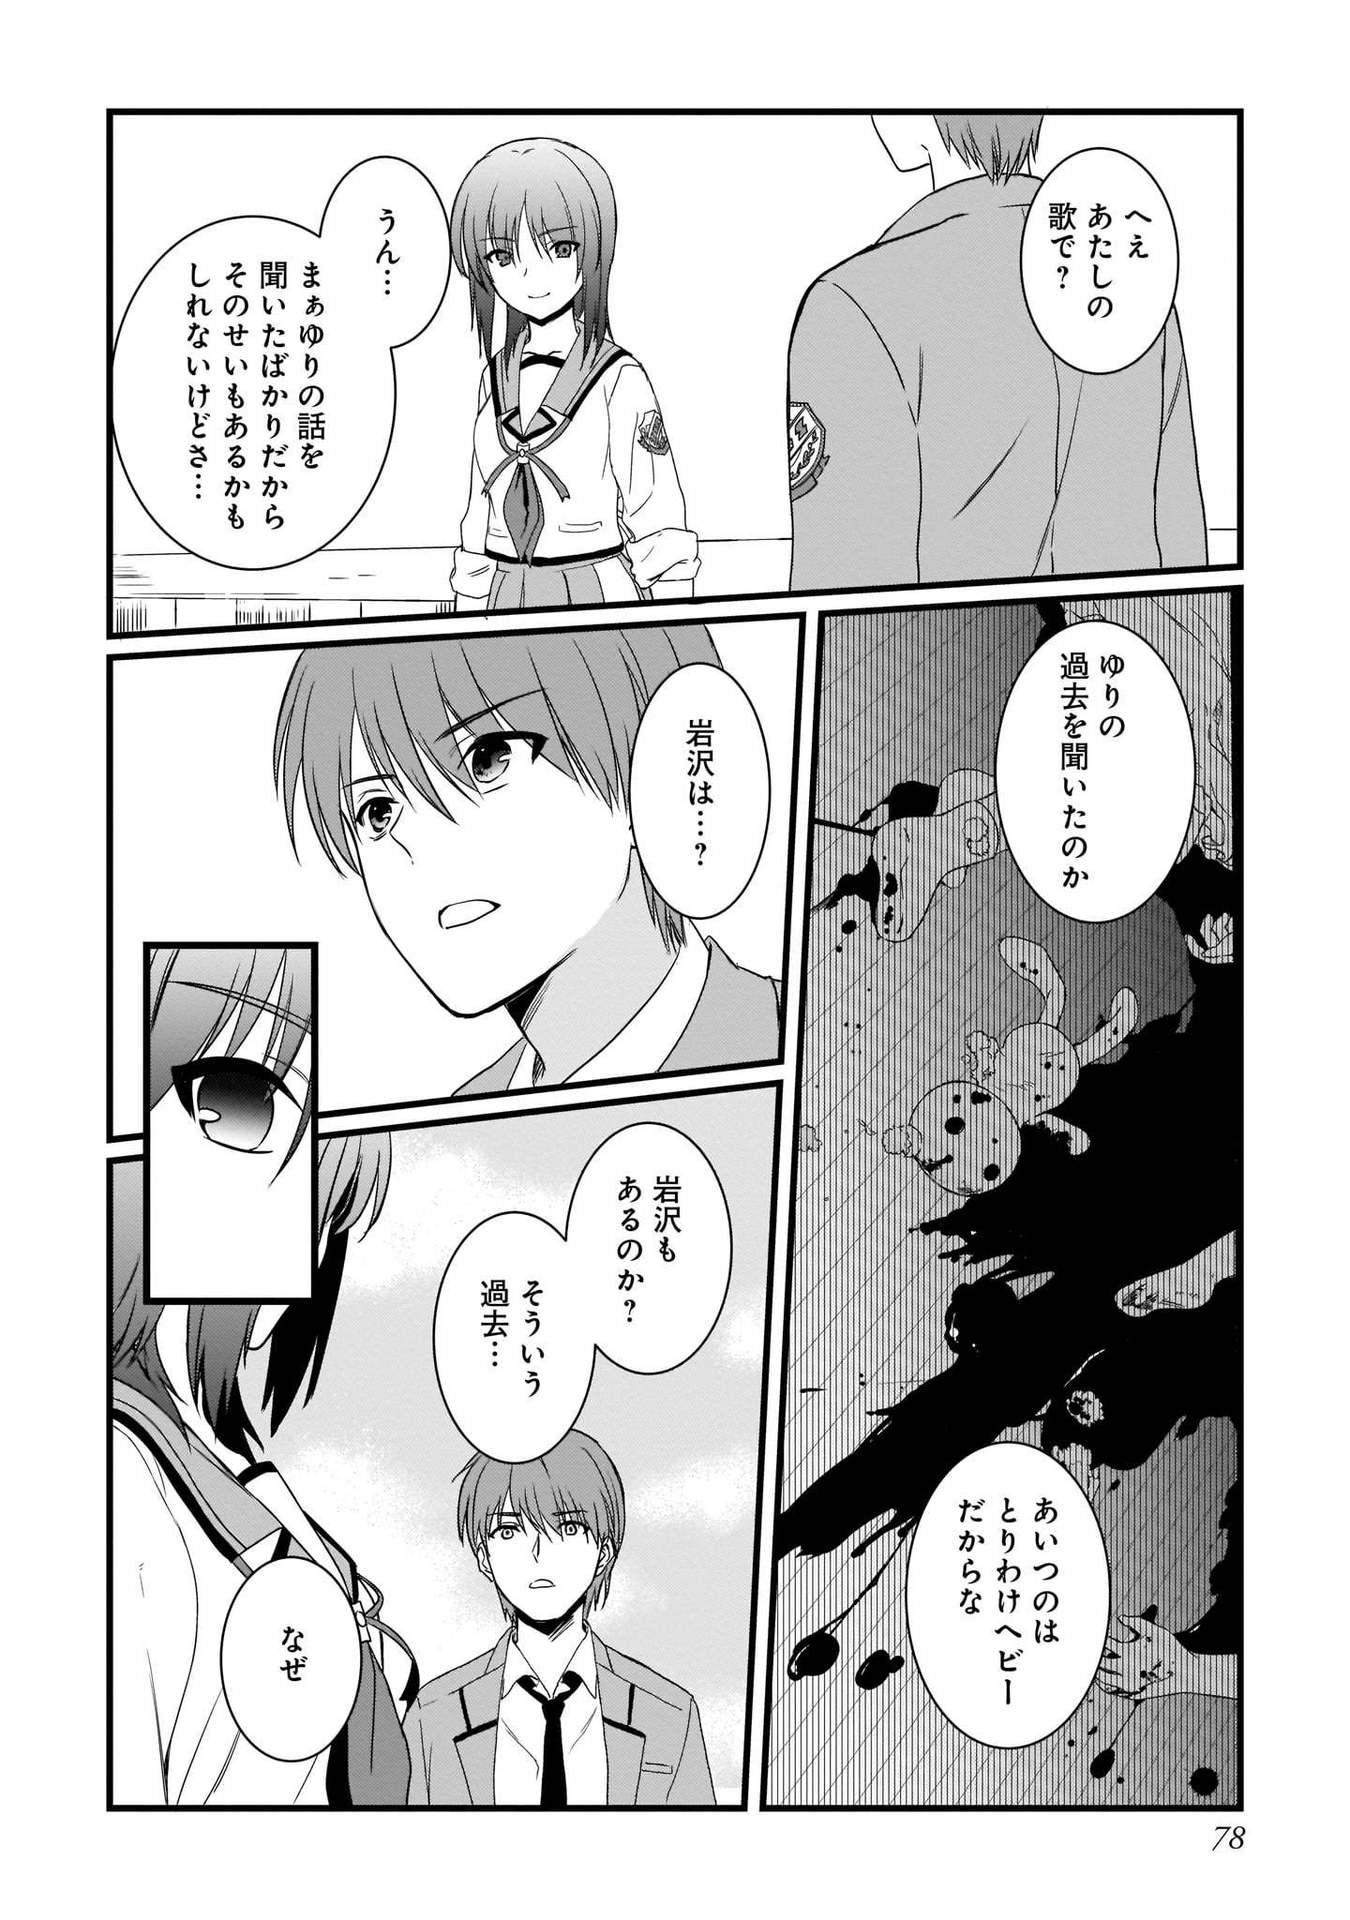 へえ
あたしの
歌で?
うん…
まぁゆりの話を
聞いたばかりだから
そのせいもあるかも
しれないけどさ…
ゆりの
過去を聞いたのか
あいつのは
とりわけヘビー
だからな
岩沢は…?
岩沢も
あるのか?
そういう
過去…
なぜ
78